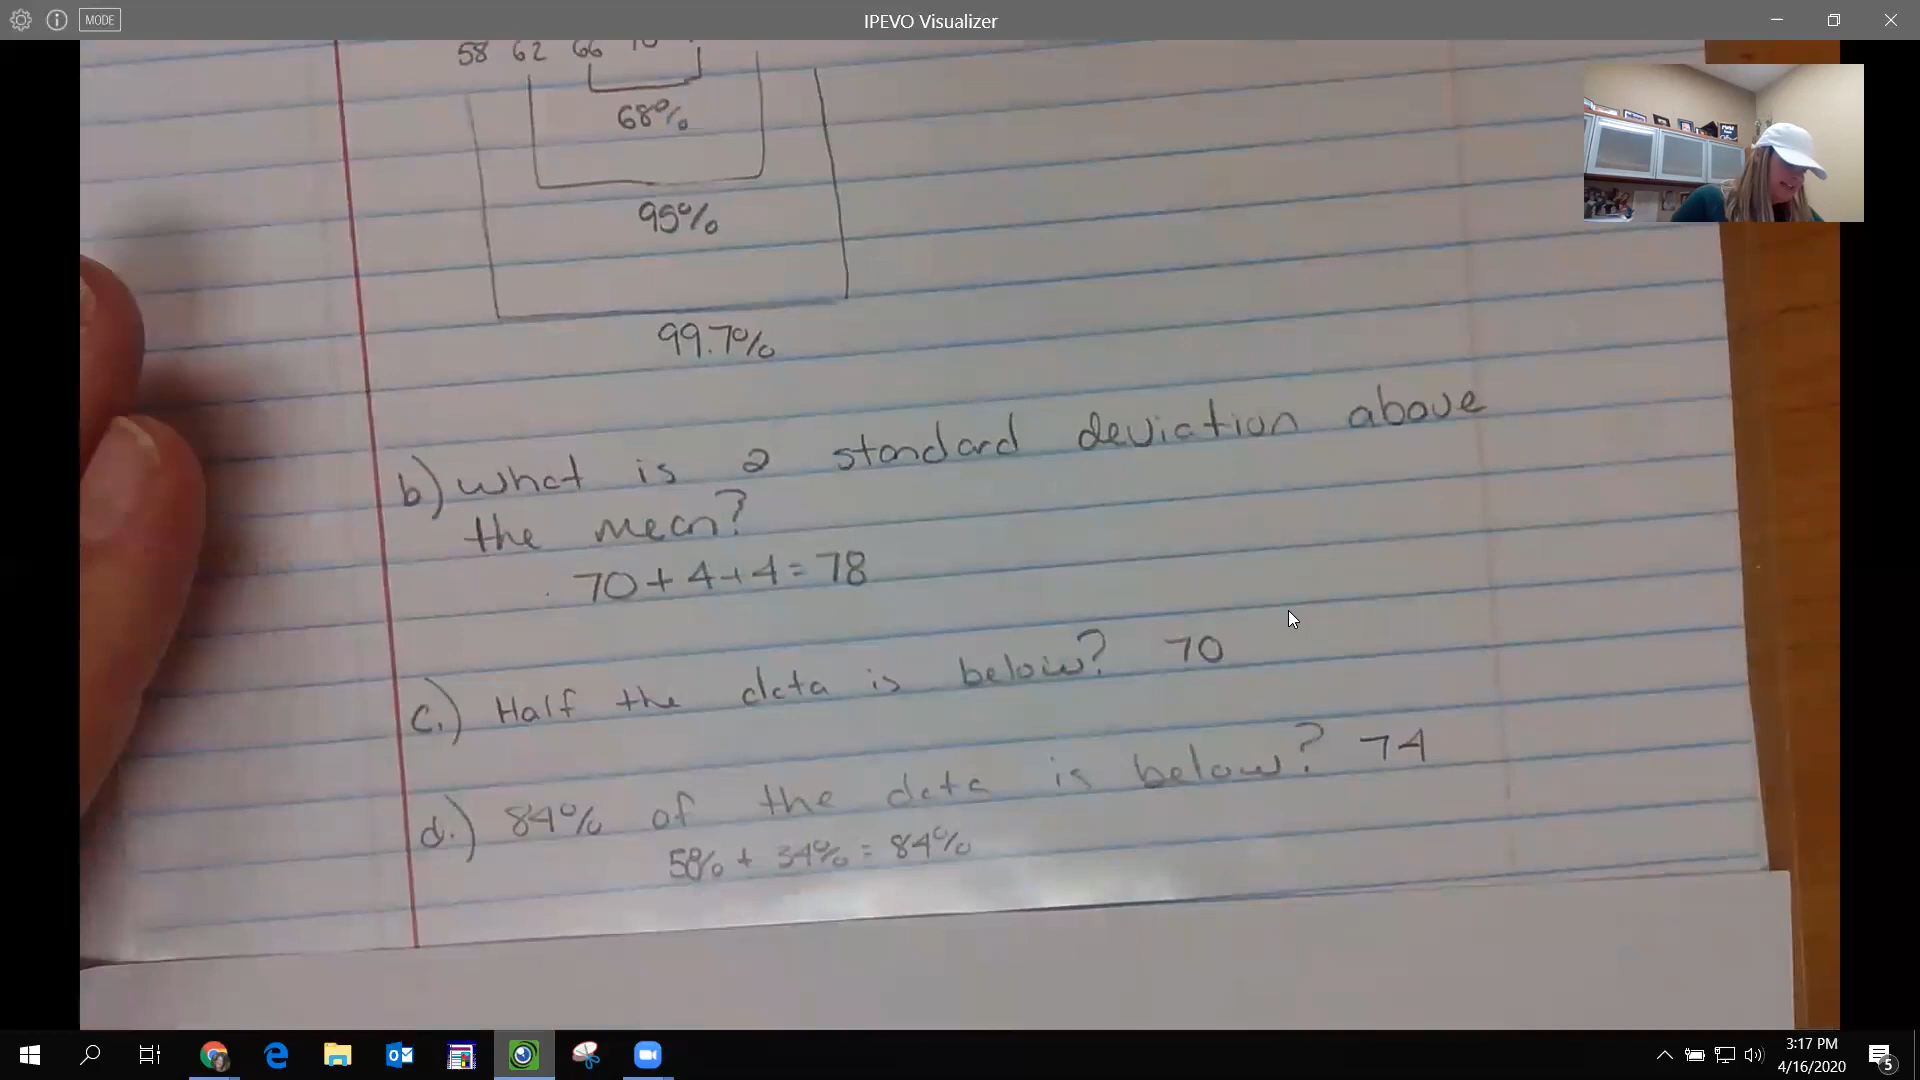 MODE
IPEVO Visualizer
58 62 66
68%
95%
99.7%
b) What is 2 standard deviation above
the mean?
70 + 4 + 4 = 78
c.) Half the data is below? 70
d.) 84% of the data is below? 74
50% + 34% = 84%
3:17 PM
4/16/2020
5